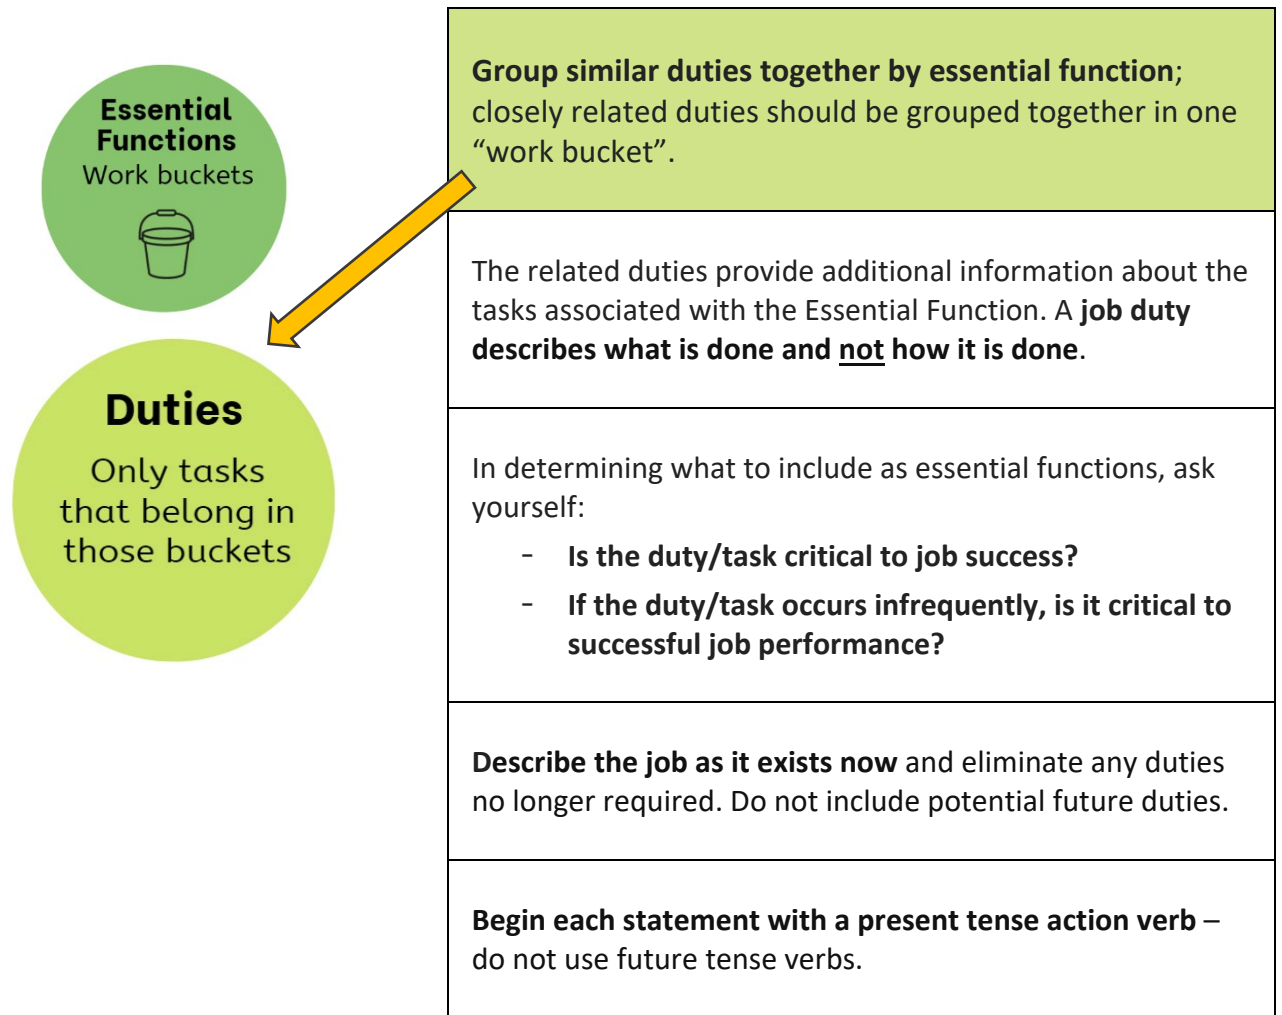 Essential
Functions
Work buckets
Duties
Only tasks
that belong in
those buckets
Group similar duties together by essential function;
closely related duties should be grouped together in one
“work bucket”.
The related duties provide additional information about the
tasks associated with the Essential Function. A job duty
describes what is done and not how it is done.
In determining what to include as essential functions, ask
yourself:
- Is the duty/task critical to job success?
- If the duty/task occurs infrequently, is it critical to
successful job performance?
Describe the job as it exists now and eliminate any duties
no longer required. Do not include potential future duties.
Begin each statement with a present tense action verb –
do not use future tense verbs.